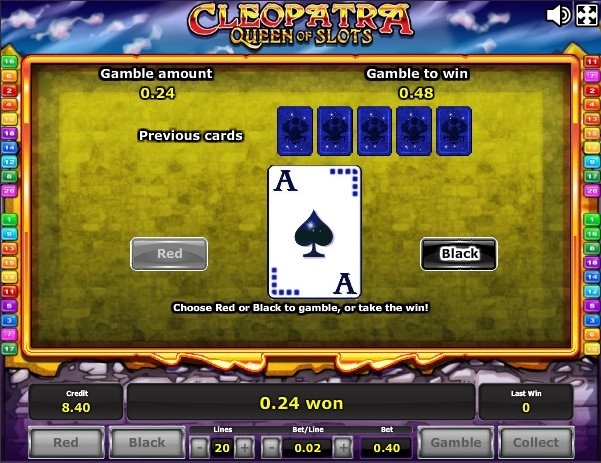 CLEOPATRA
QUEEN OF SLOTS
Gamble amount
0.24
Gamble to win
0.48
Previous cards
A
Red
Black
A
Choose Red or Black to gamble, or take the win!
Credit
8.40
0.24 won
Last Win
0
Red
Black
Lines
- 20 +
Bet/Line
- 0.02 +
Bet
0.40
Gamble
Collect